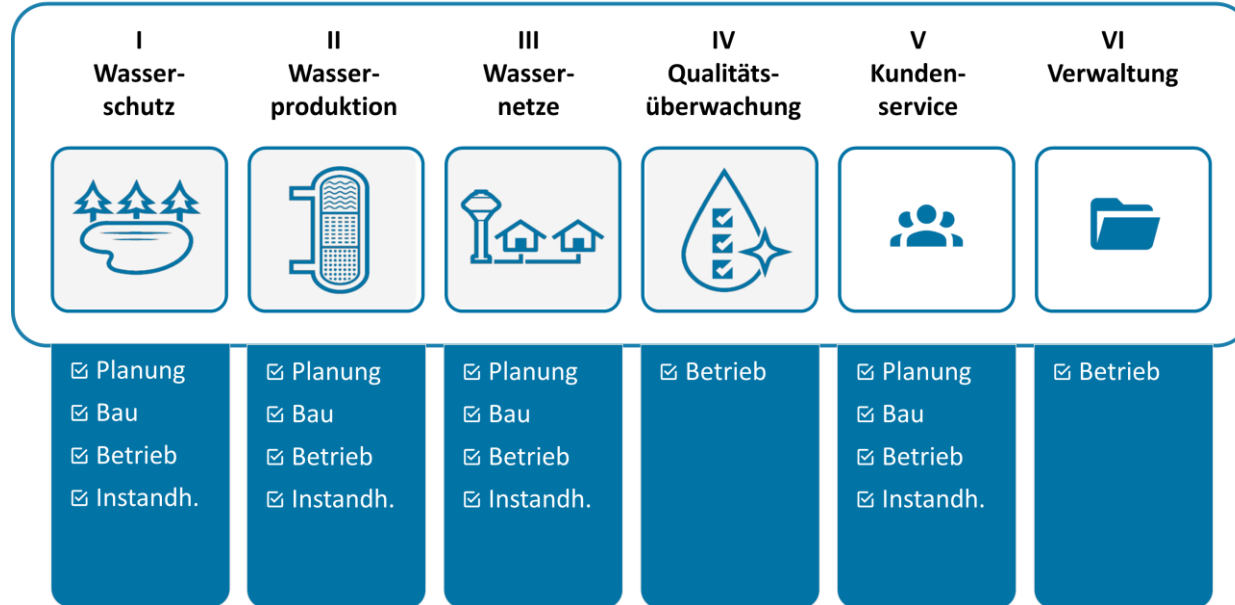 I
Wasser-
schutz
II
Wasser-
produktion
III
Wasser-
netze
IV
Qualitäts-
überwachung
V
Kunden-
service
VI
Verwaltung
Planung
Bau
Betrieb
Instandh.
Planung
Bau
Betrieb
Instandh.
Planung
Bau
Betrieb
Instandh.
Betrieb
Planung
Bau
Betrieb
Instandh.
Betrieb